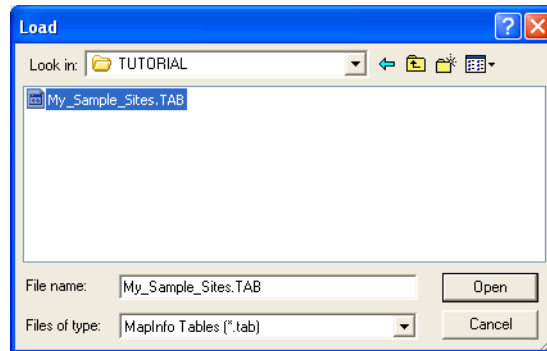 Load
Look in: TUTORIAL
My_Sample_Sites.TAB
File name: My_Sample_Sites.TAB Open
Files of type: MapInfo Tables (*.tab) Cancel